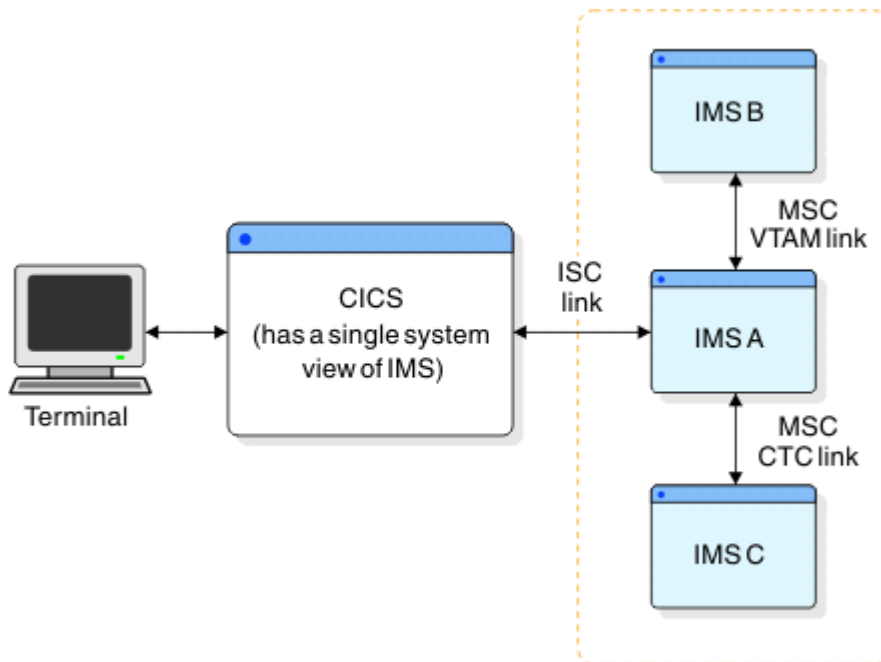 IMS B
MSC
VTAM link
ISC
link
CICS
(has a single system
view of IMS)
IMS A
Terminal
MSC
CTC link
IMS C